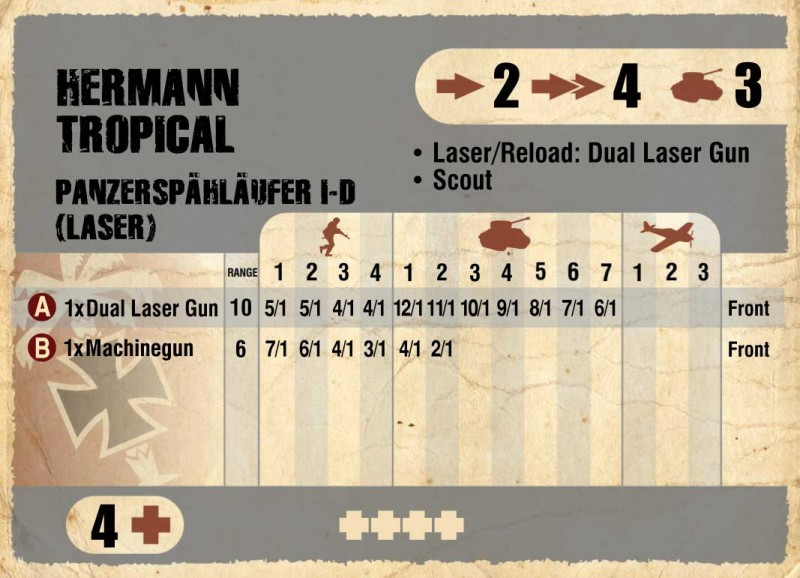 HERMANN
TROPICAL
2 4 3
• Laser/Reload: Dual Laser Gun
• Scout
PANZERSPÄHLÄUFER I-D
(LASER)
RANGE 1 2 3 4 1 2 3 4 5 6 7 1 2 3
A 1xDual Laser Gun 10 5/1 5/1 4/1 4/1 12/1 11/1 10/1 9/1 8/1 7/1 6/1 Front
B 1xMachinegun 6 7/1 6/1 4/1 3/1 4/1 2/1 Front
4